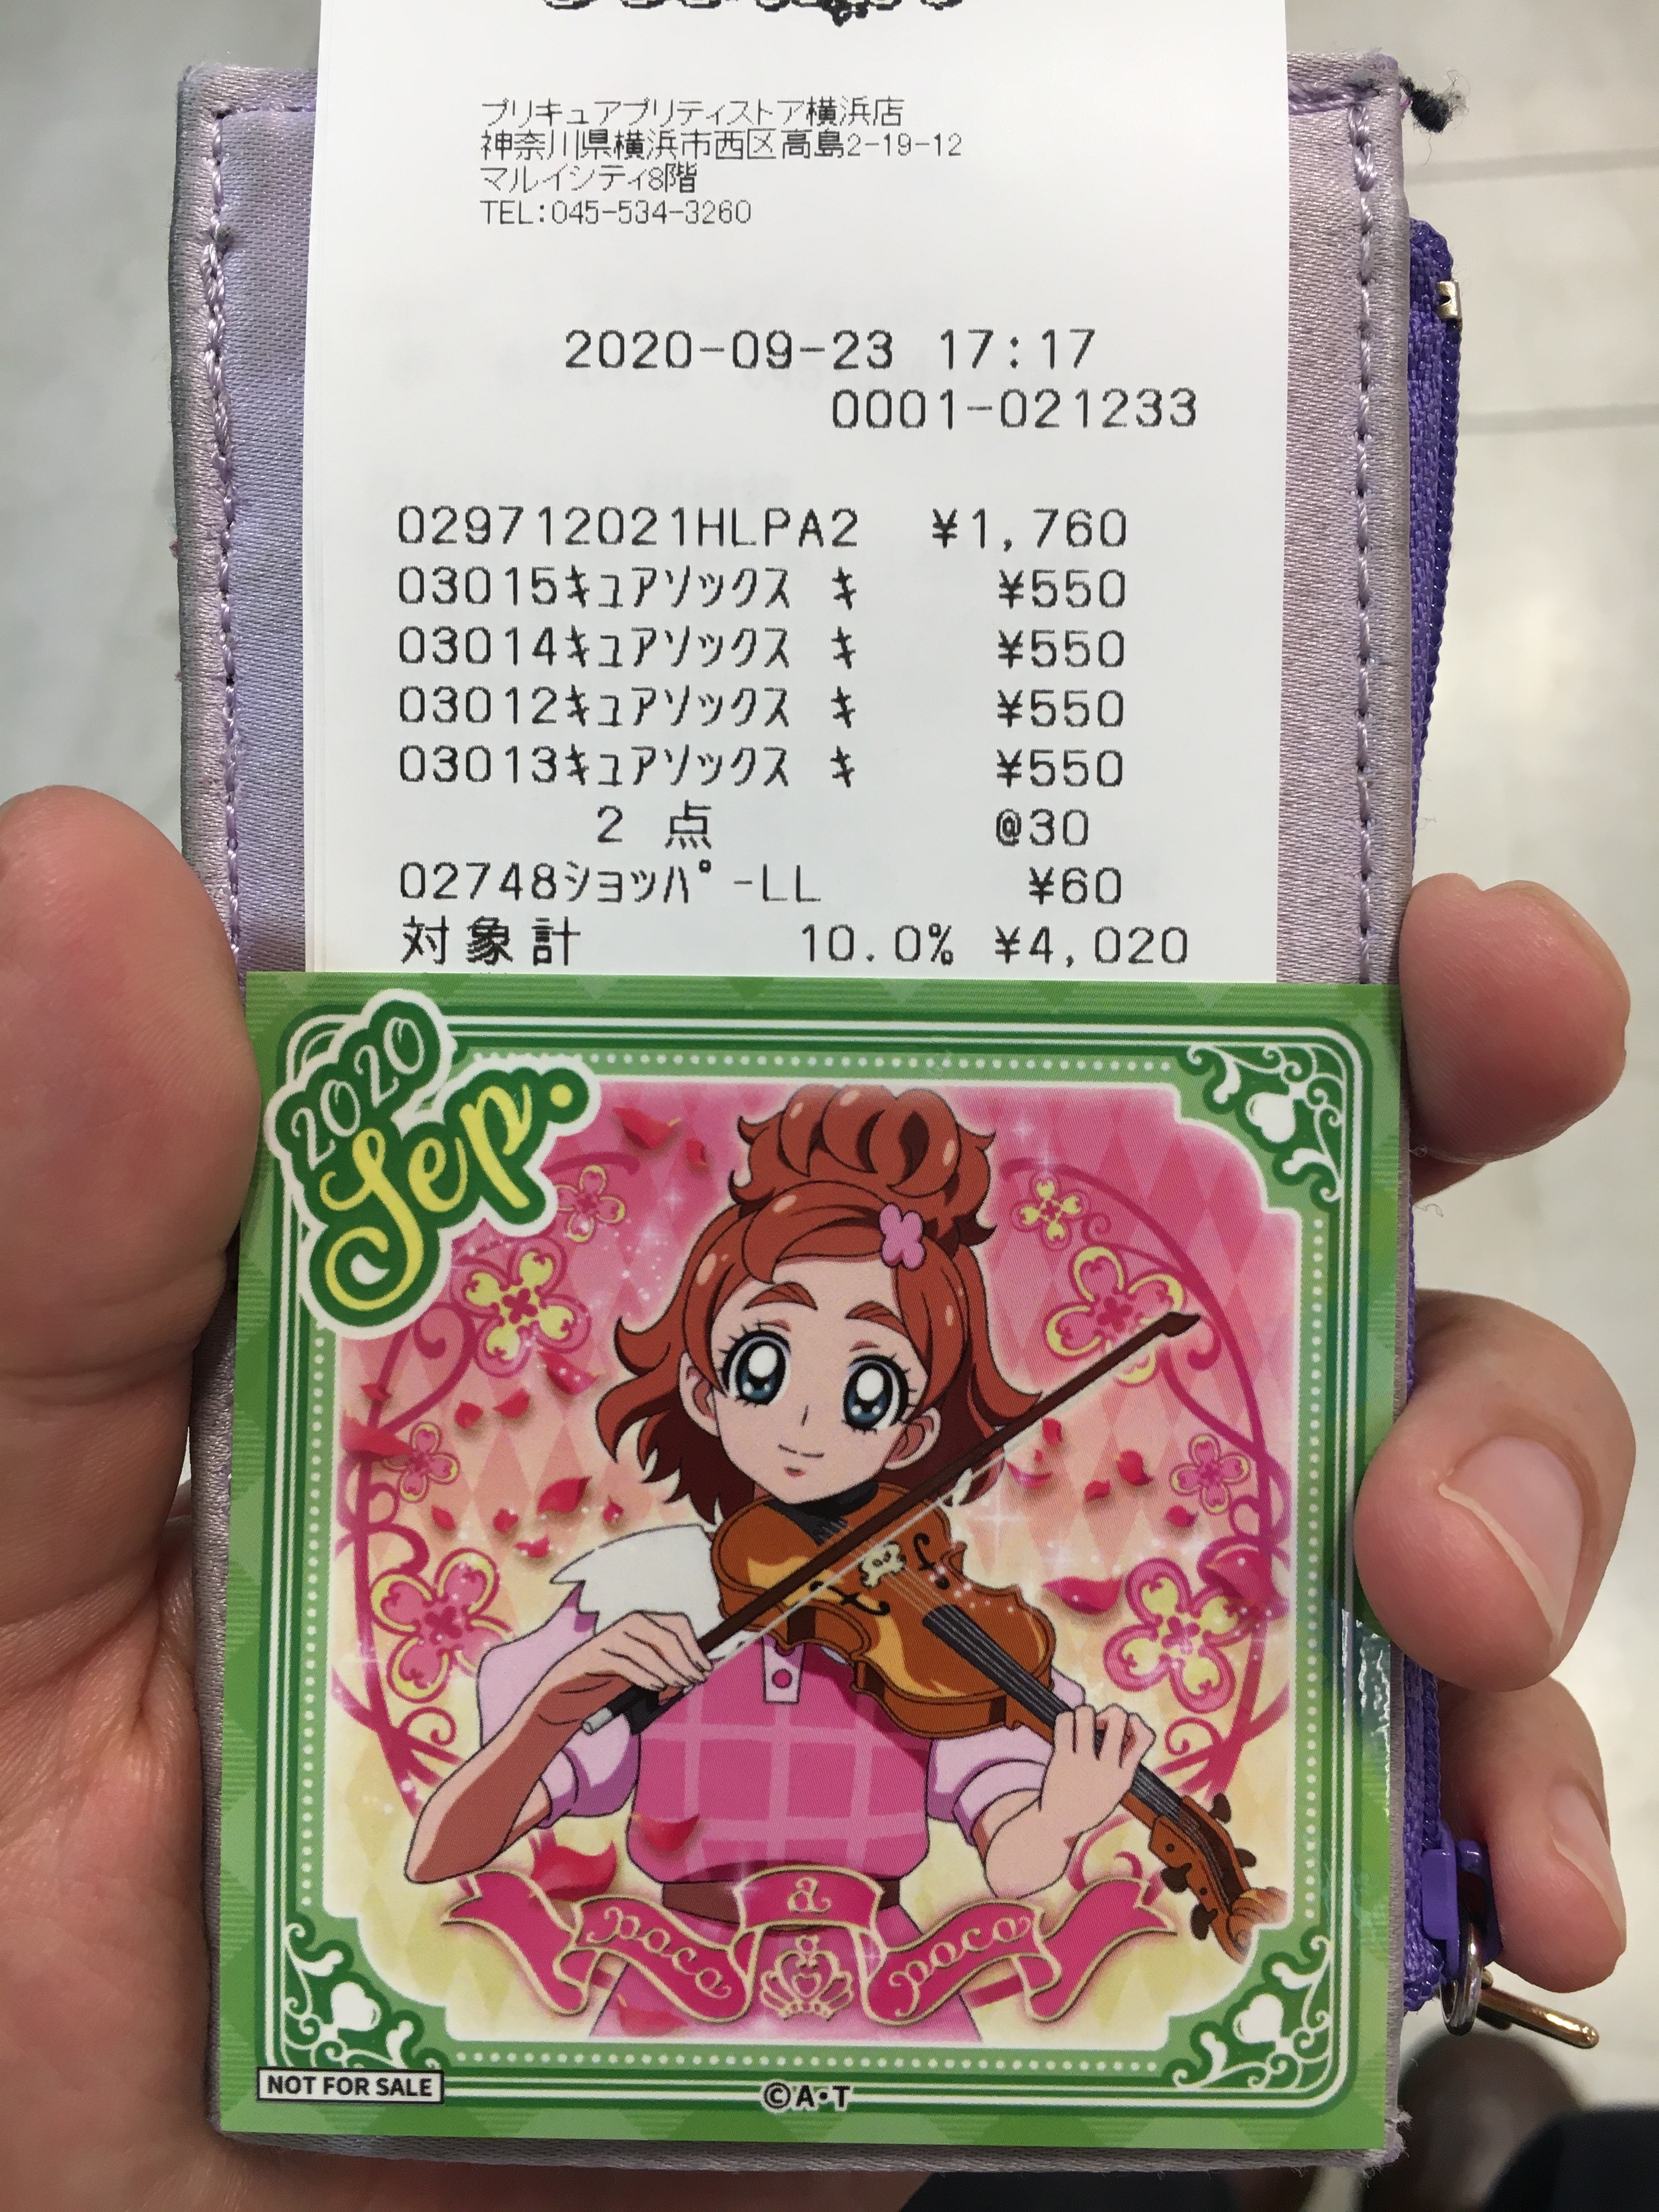 プリキュアプリティストア横浜店
神奈川県横浜市西区高島2-19-12
マルイシティ8階
TEL:045-534-3260
2020-09-23 17:17
0001-021233
029712021HLPA2 ¥1,760
03015ｷｭｱｿｯｸｽ ｷ ¥550
03014ｷｭｱｿｯｸｽ ｷ ¥550
03012ｷｭｱｿｯｸｽ ｷ ¥550
03013ｷｭｱｿｯｸｽ ｷ ¥550
2 点 @30
02748ｼｮｯﾊﾟ-LL ¥60
対象計 10.0% ¥4,020
2020
Sep.
poco a poco
NOT FOR SALE
©A・T